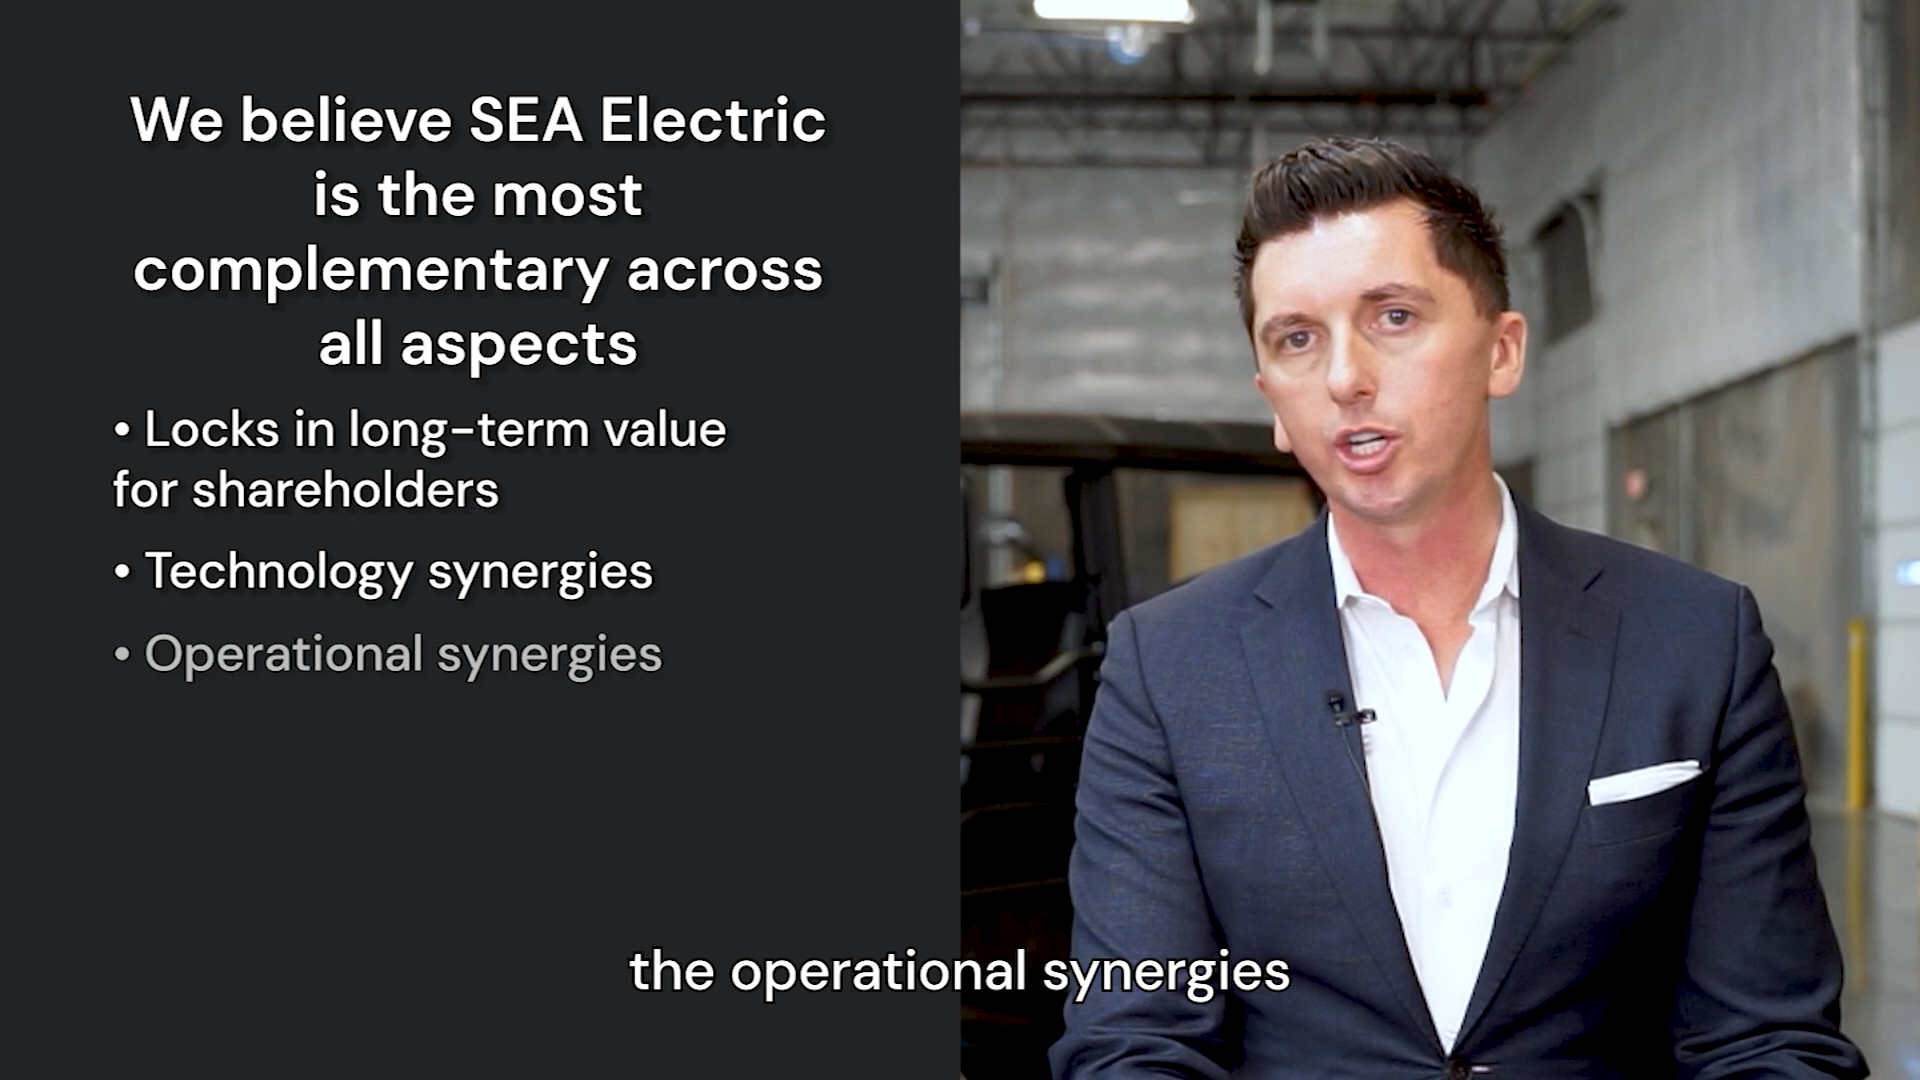 We believe SEA Electric
is the most
complementary across
all aspects
• Locks in long-term value
for shareholders
• Technology synergies
• Operational synergies
the operational synergies